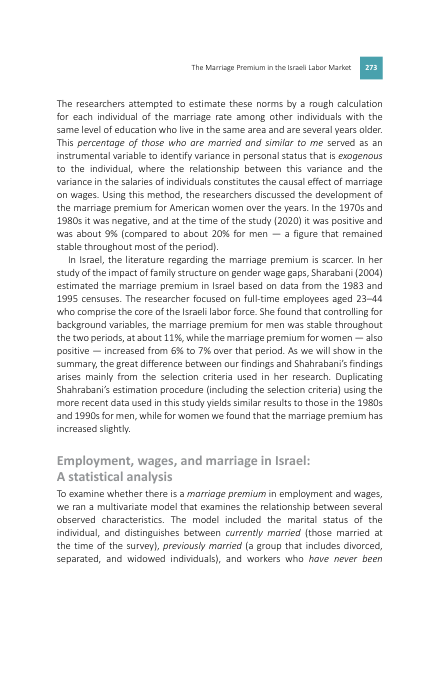 The Marriage Premium in the Israeli Labor Market 273
The researchers attempted to estimate these norms by a rough calculation
for each individual of the marriage rate among other individuals with the
same level of education who live in the same area and are several years older.
This percentage of those who are married and similar to me served as an
instrumental variable to identify variance in personal status that is exogenous
to the individual, where the relationship between this variance and the
variance in the salaries of individuals constitutes the causal effect of marriage
on wages. Using this method, the researchers discussed the development of
the marriage premium for American women over the years. In the 1970s and
1980s it was negative, and at the time of the study (2020) it was positive and
was about 9% (compared to about 20% for men — a figure that remained
stable throughout most of the period).
In Israel, the literature regarding the marriage premium is scarcer. In her
study of the impact of family structure on gender wage gaps, Sharabani (2004)
estimated the marriage premium in Israel based on data from the 1983 and
1995 censuses. The researcher focused on full-time employees aged 23–44
who comprise the core of the Israeli labor force. She found that controlling for
background variables, the marriage premium for men was stable throughout
the two periods, at about 11%, while the marriage premium for women — also
positive — increased from 6% to 7% over that period. As we will show in the
summary, the great difference between our findings and Shahrabani's findings
arises mainly from the selection criteria used in her research. Duplicating
Shahrabani's estimation procedure (including the selection criteria) using the
more recent data used in this study yields similar results to those in the 1980s
and 1990s for men, while for women we found that the marriage premium has
increased slightly.
Employment, wages, and marriage in Israel:
A statistical analysis
To examine whether there is a marriage premium in employment and wages,
we ran a multivariate model that examines the relationship between several
observed characteristics. The model included the marital status of the
individual, and distinguishes between currently married (those married at
the time of the survey), previously married (a group that includes divorced,
separated, and widowed individuals), and workers who have never been